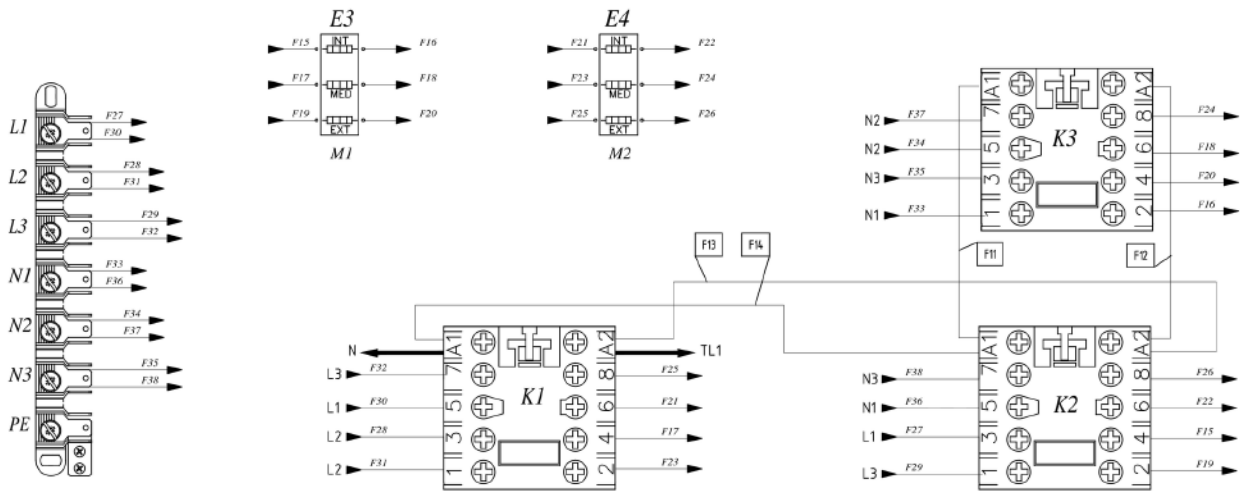 E3
INT
F15
F16
F17
F18
MED
F19
F20
EXT
M1
E4
INT
F21
F22
F23
F24
MED
F25
F26
EXT
M2
L1
F27
F30
L2
F28
F31
L3
F29
F32
N1
F33
F36
N2
F34
F37
N3
F35
F38
PE
K3
A1
A2
N2
F37
7
8
F24
N2
F34
5
6
F18
N3
F35
3
4
F20
N1
F33
1
2
F16
F13
F14
F11
F12
K1
N
A1
A2
TL1
L3
F32
7
8
F25
L1
F30
5
6
F21
L2
F28
3
4
F17
L2
F31
1
2
F23
K2
A1
A2
N3
F38
7
8
F26
N1
F36
5
6
F22
L1
F27
3
4
F15
L3
F29
1
2
F19